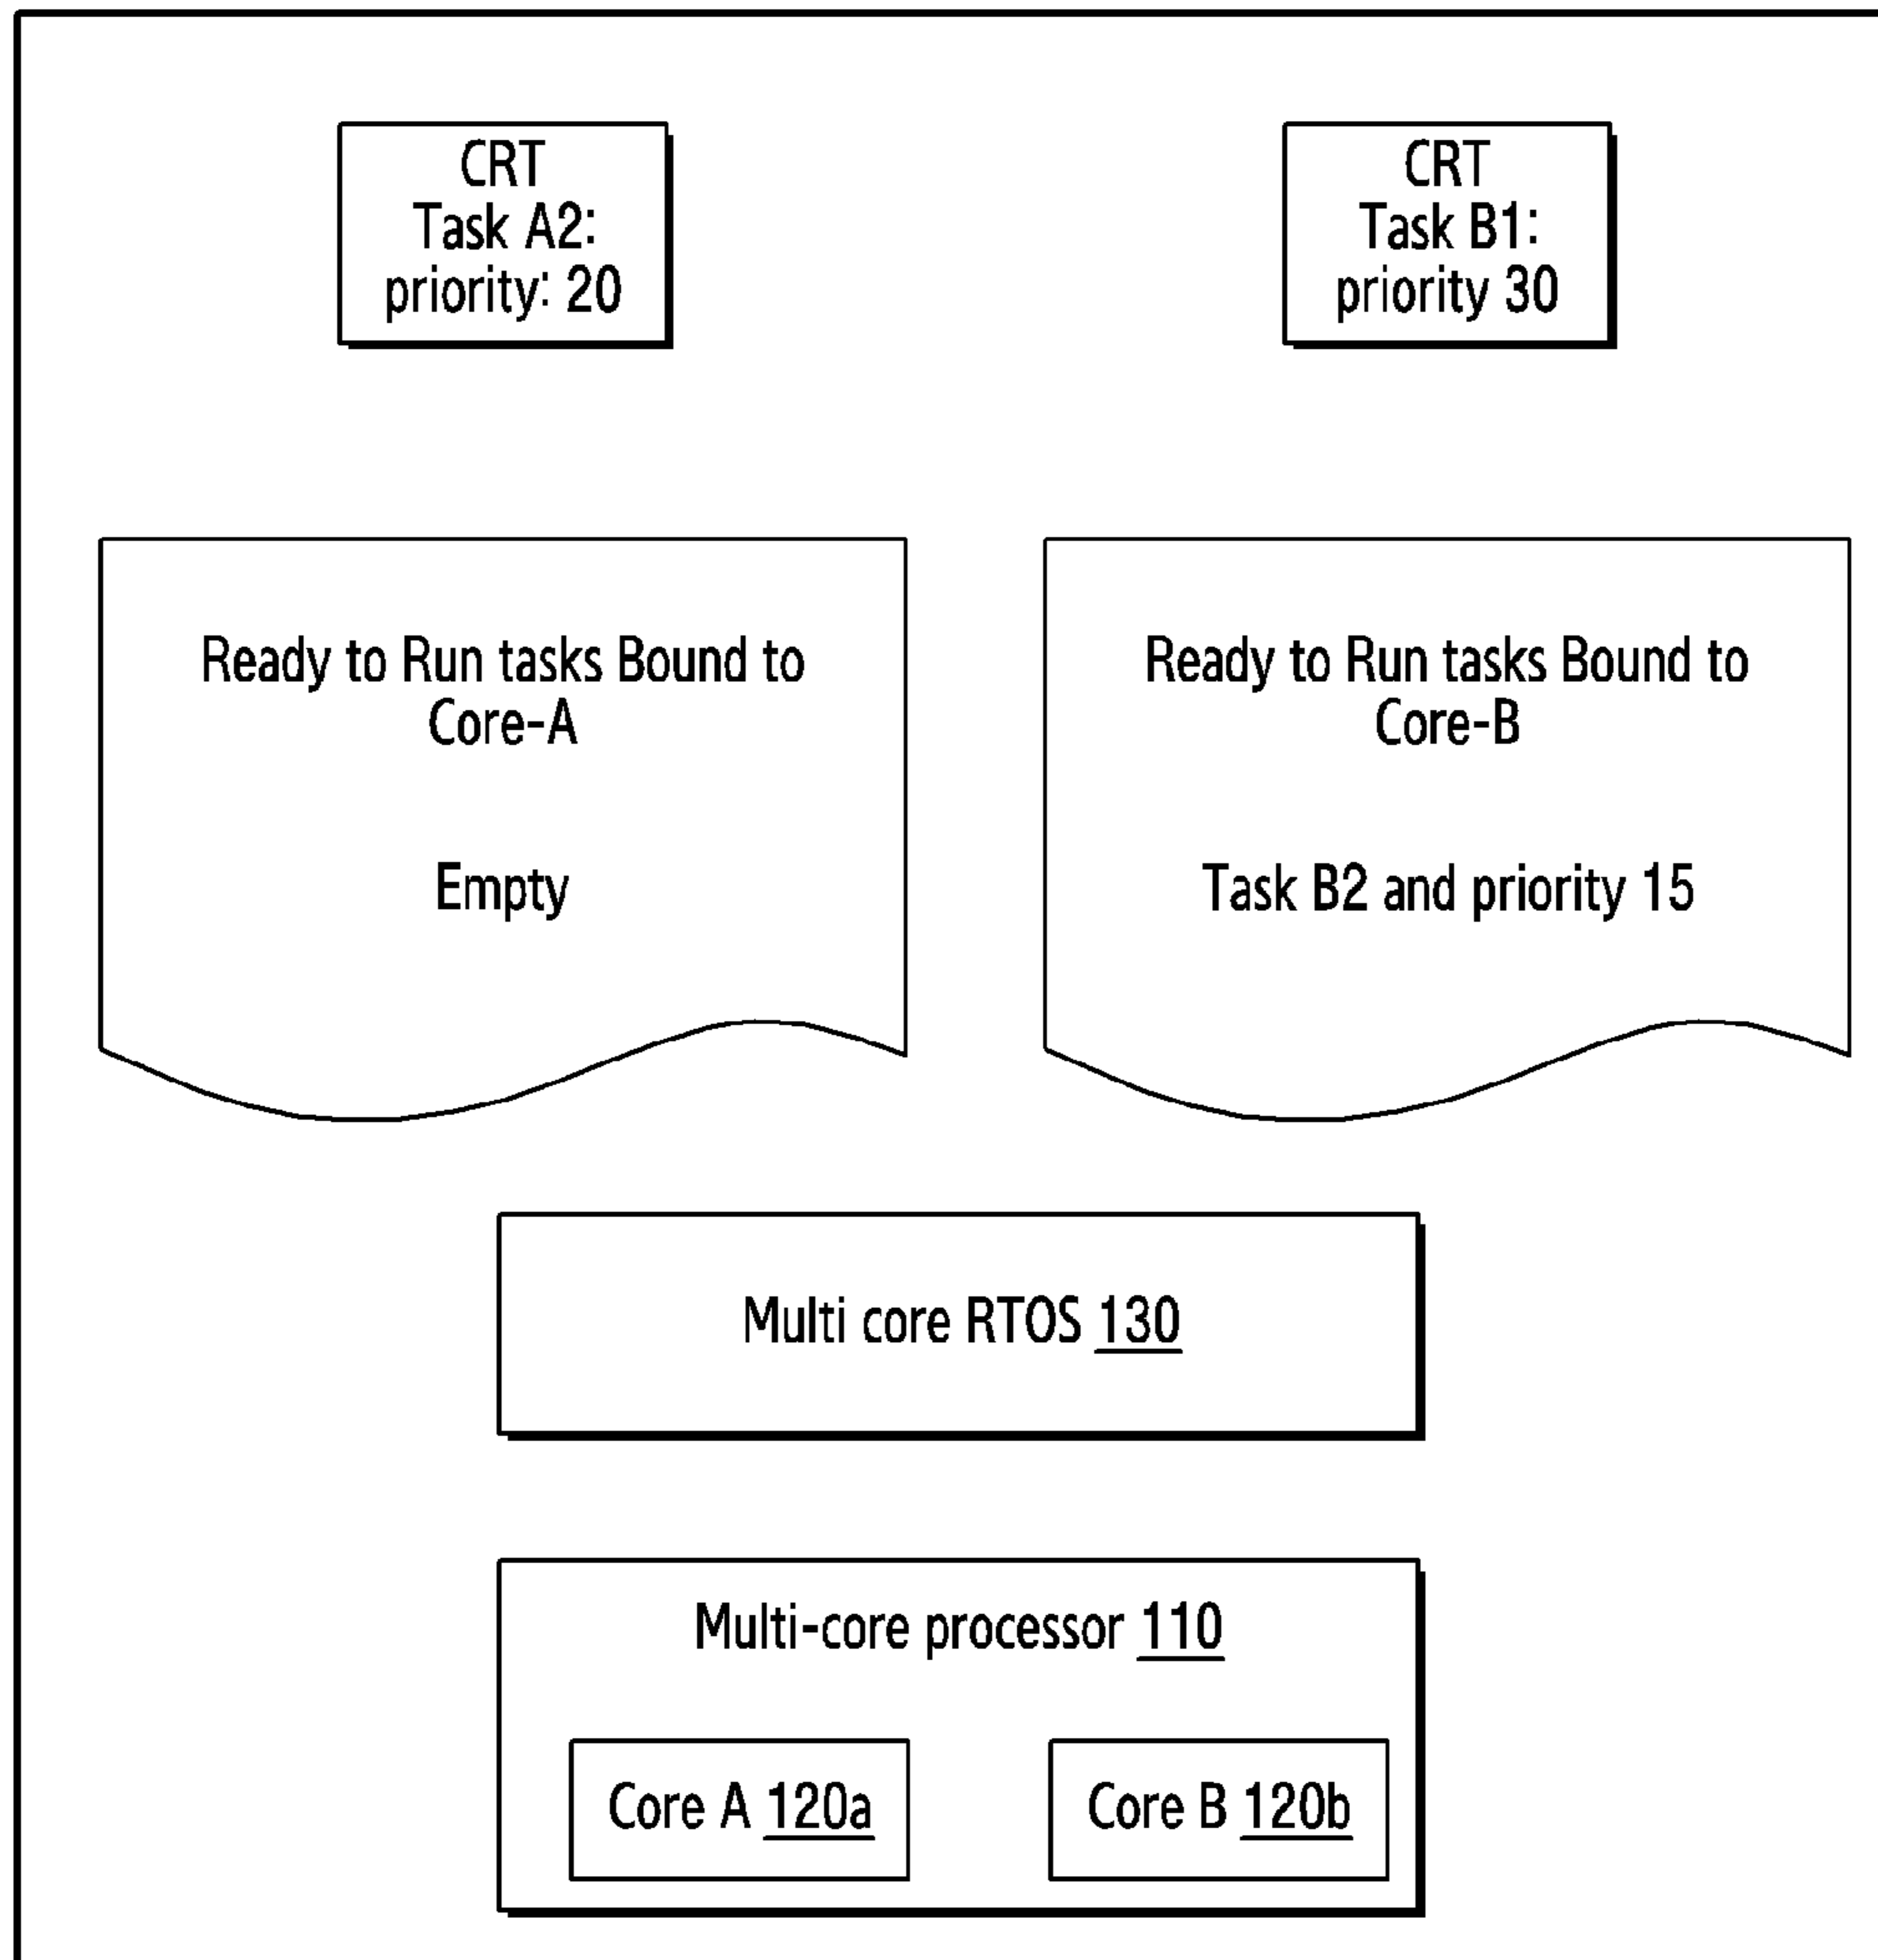 CRT
Task A2:
priority: 20
CRT
Task B1:
priority 30
Ready to Run tasks Bound to
Core-A
Empty
Ready to Run tasks Bound to
Core-B
Task B2 and priority 15
Multi core RTOS 130
Multi-core processor 110
Core A 120a
Core B 120b